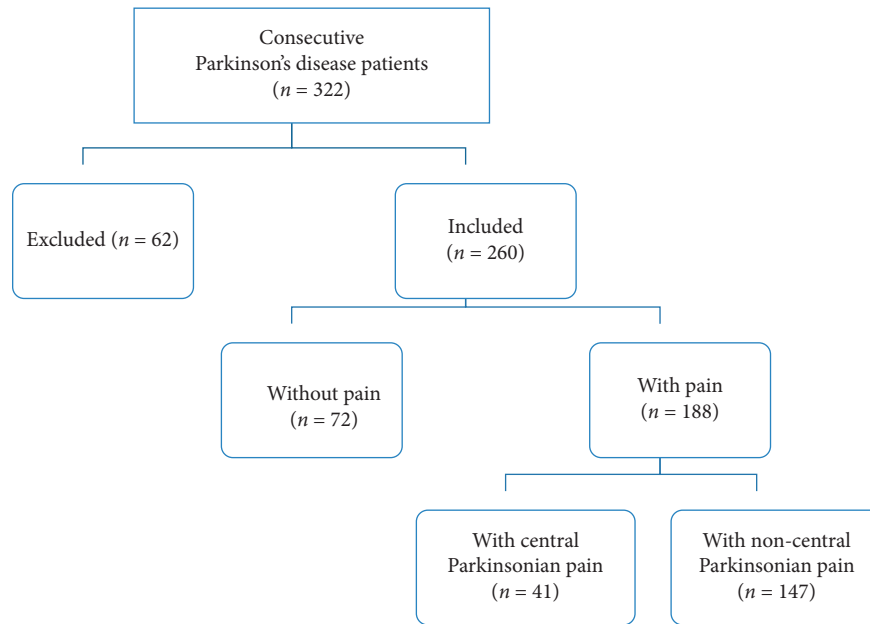 Consecutive
Parkinson’s disease patients
(n = 322)
Excluded (n = 62)
Included
(n = 260)
Without pain
(n = 72)
With pain
(n = 188)
With central
Parkinsonian pain
(n = 41)
With non-central
Parkinsonian pain
(n = 147)